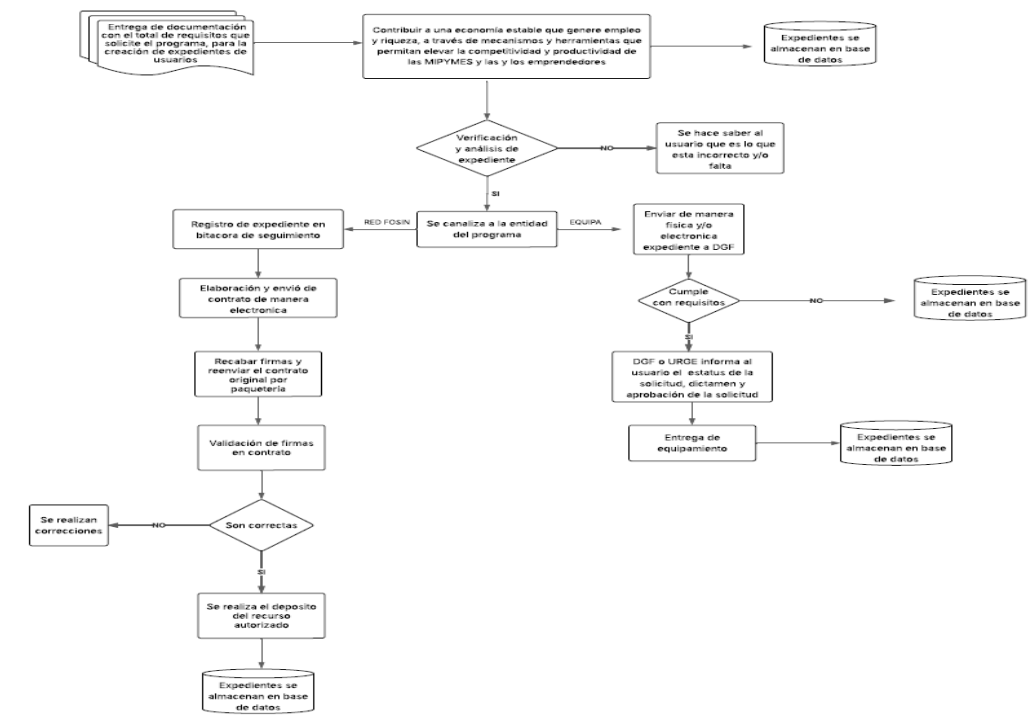 Entrega de documentación
con el total de requisitos que
solicite el programa, para la
creación de expedientes de
usuarios
Contribuir a una economía estable que genere empleo
y riqueza, a través de mecanismos y herramientas que
permitan elevar la competitividad y productividad de
las MIPYMES y las y los emprendedores
Expedientes se
almacenan en base
de datos
Verificación
y análisis de
expediente
NO
Se hace saber al
usuario que es lo que
esta incorrecto y/o
falta
SI
Registro de expediente en
bitacora de seguimiento
RED FOSIN
Se canaliza a la entidad
del programa
EQUIPA
Enviar de manera
fisica y/o
electronica
expediente a DGF
Elaboración y envió de
contrato de manera
electronica
Cumple
con requisitos
NO
Expedientes se
almacenan en base
de datos
SI
Recabar firmas y
reenviar el contrato
original por
paquetería
DGF o URGE informa al
usuario el estatus de la
solicitud, dictamen y
aprobación de la solicitud
Validación de firmas
en contrato
Entrega de
equipamiento
Expedientes se
almacenan en base
de datos
Se realizan
correcciones
NO
Son correctas
SI
Se realiza el deposito
del recurso
autorizado
Expedientes se
almacenan en base
de datos